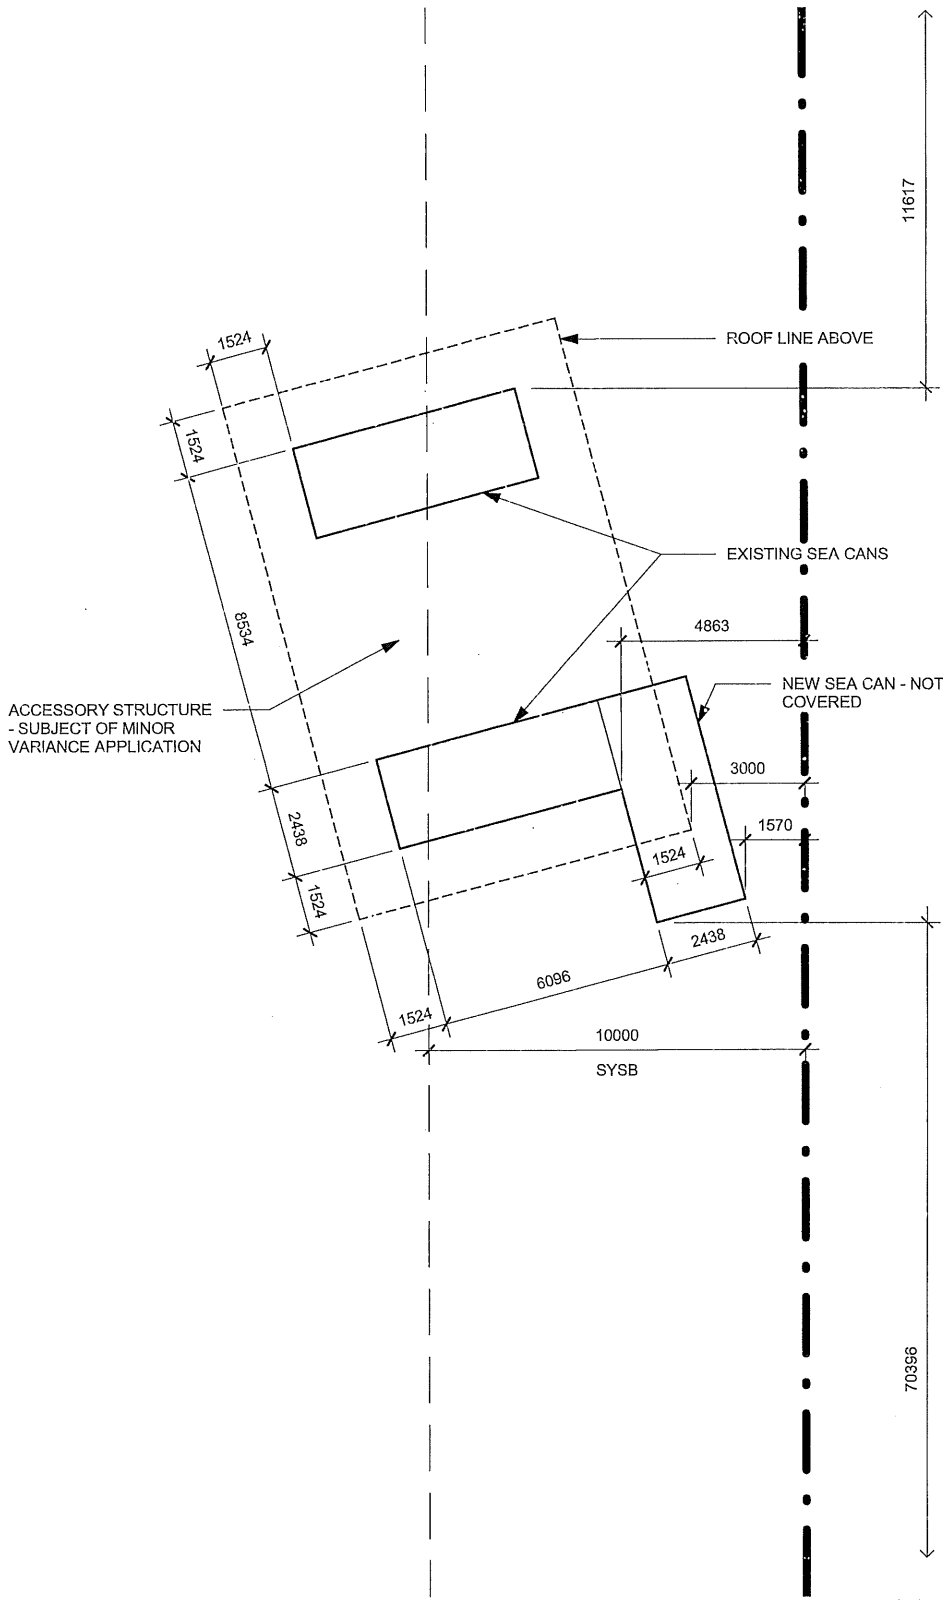 11617
1524
ROOF LINE ABOVE
1524
EXISTING SEA CANS
8534
4863
NEW SEA CAN - NOT
COVERED
ACCESSORY STRUCTURE
- SUBJECT OF MINOR
VARIANCE APPLICATION
3000
2438
1570
1524
1524
2438
6096
1524
10000
SYSB
70396